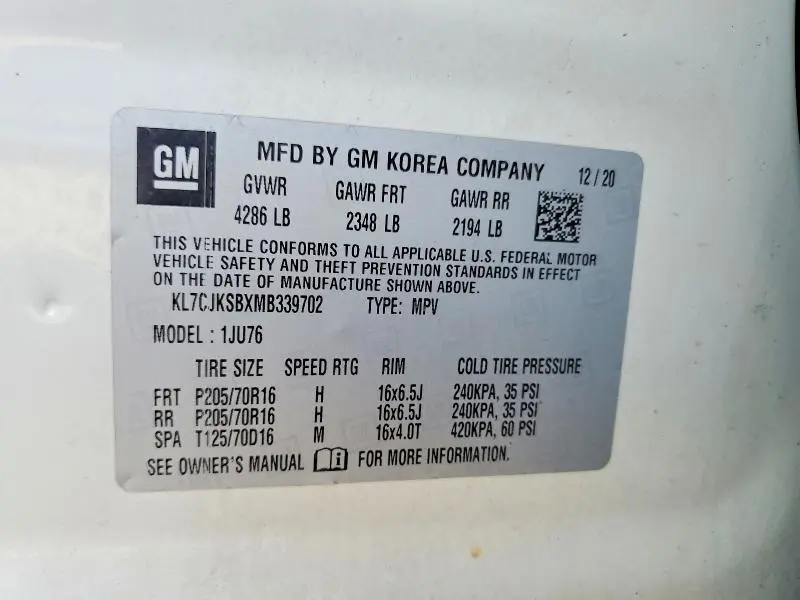 GM
MFD BY GM KOREA COMPANY 12/20
GVWR GAWR FRT GAWR RR
4286 LB 2348 LB 2194 LB
THIS VEHICLE CONFORMS TO ALL APPLICABLE U.S. FEDERAL MOTOR
VEHICLE SAFETY AND THEFT PREVENTION STANDARDS IN EFFECT
ON THE DATE OF MANUFACTURE SHOWN ABOVE.
KL7CJKSBXMB339702 TYPE: MPV
MODEL : 1JU76
TIRE SIZE SPEED RTG RIM COLD TIRE PRESSURE
FRT P205/70R16 H 16x6.5J 240KPA, 35 PSI
RR P205/70R16 H 16x6.5J 240KPA, 35 PSI
SPA T125/70D16 M 16x4.0T 420KPA, 60 PSI
SEE OWNER'S MANUAL i FOR MORE INFORMATION.